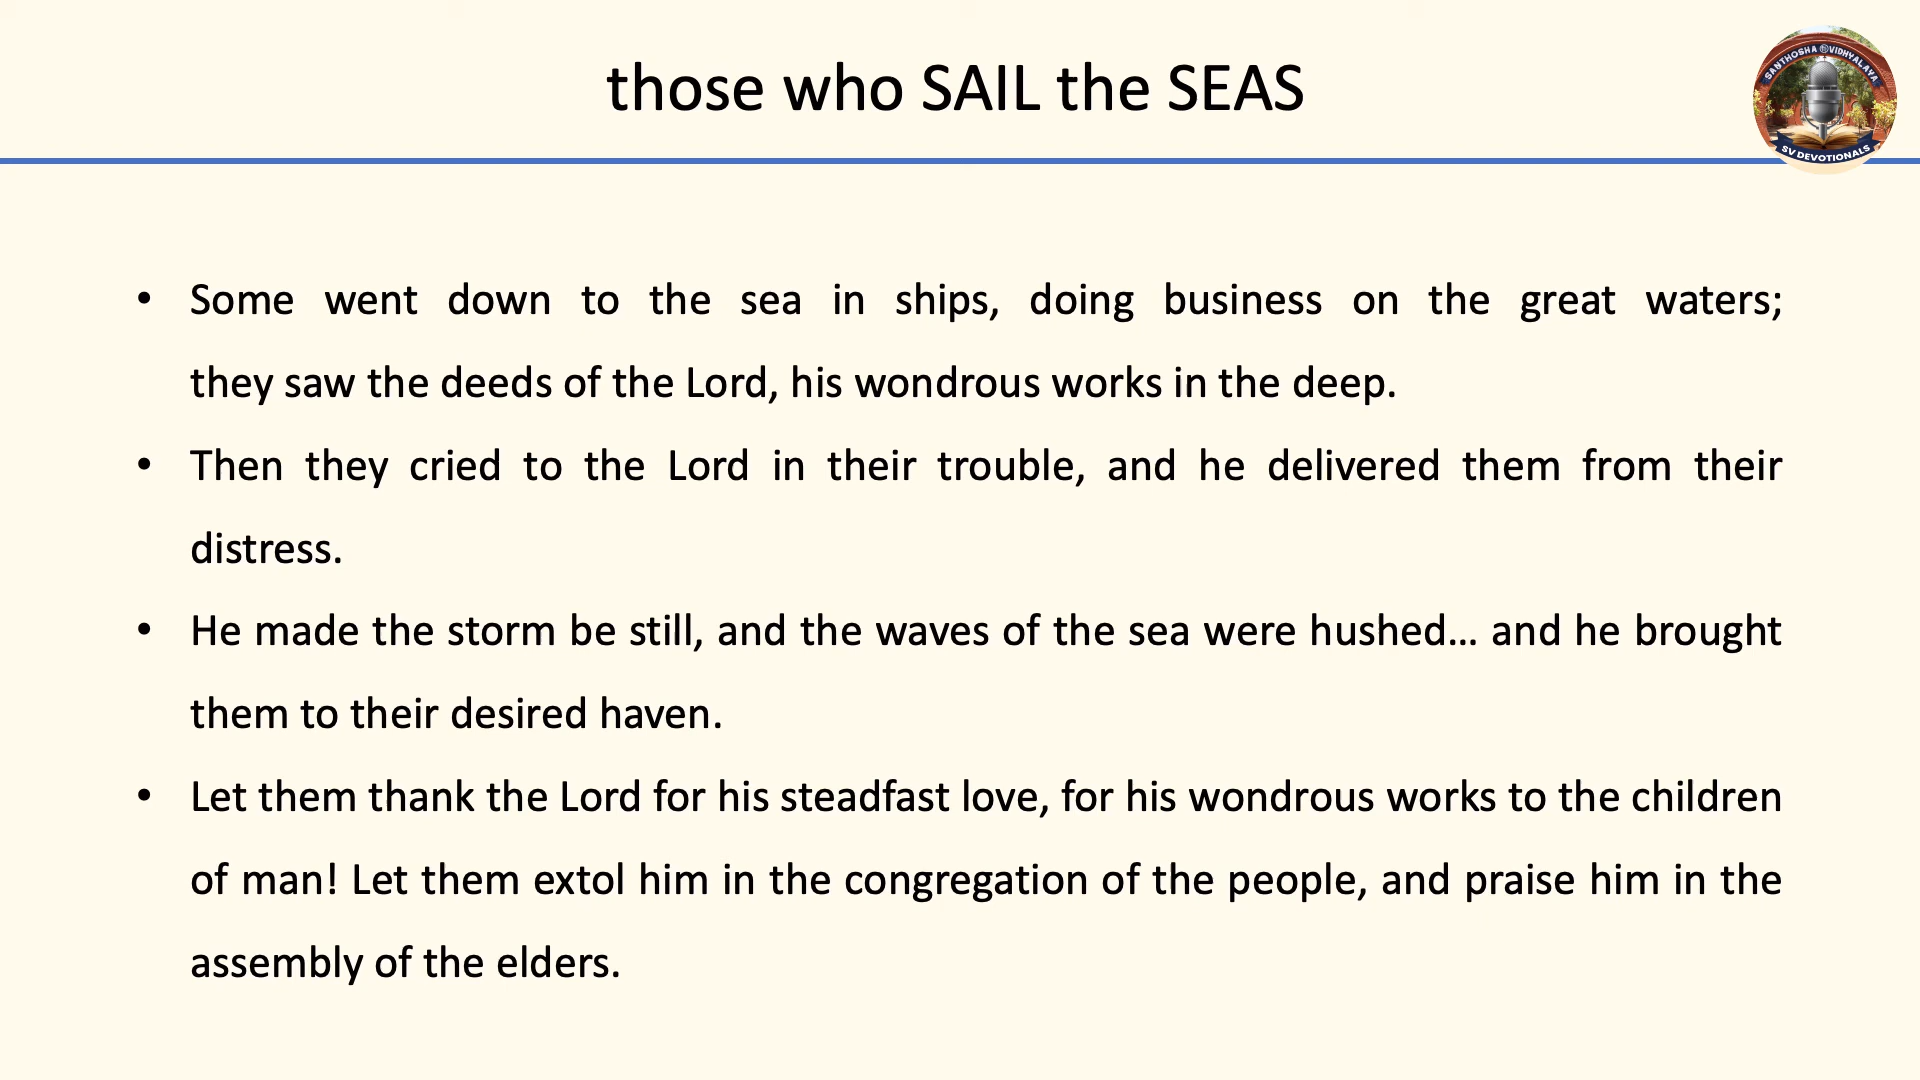 those who SAIL the SEAS
SANTHOSHA VIDHYALAYA
SV DEVOTIONALS
• Some went down to the sea in ships, doing business on the great waters;
they saw the deeds of the Lord, his wondrous works in the deep.
• Then they cried to the Lord in their trouble, and he delivered them from their
distress.
• He made the storm be still, and the waves of the sea were hushed… and he brought
them to their desired haven.
• Let them thank the Lord for his steadfast love, for his wondrous works to the children
of man! Let them extol him in the congregation of the people, and praise him in the
assembly of the elders.